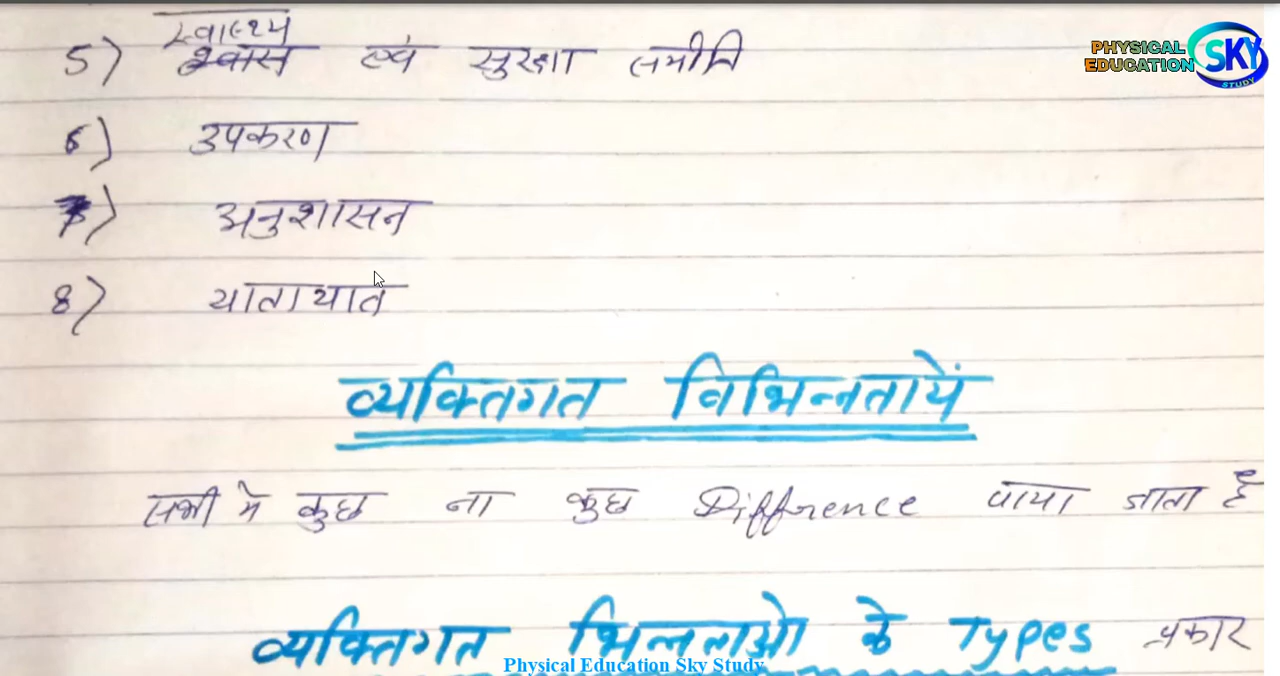 5) स्वास्थ्य एवं सुरक्षा समीति
6) उपकरण
7) अनुशासन
8) यातायात
व्यक्तिगत विभिन्नतायें
सभी मे कुछ ना कुछ Difference पाया जाता है
व्यक्तिगत भिन्नताओ के Types प्रकार
PHYSICAL EDUCATION SKY STUDY
Physical Education Sky Study